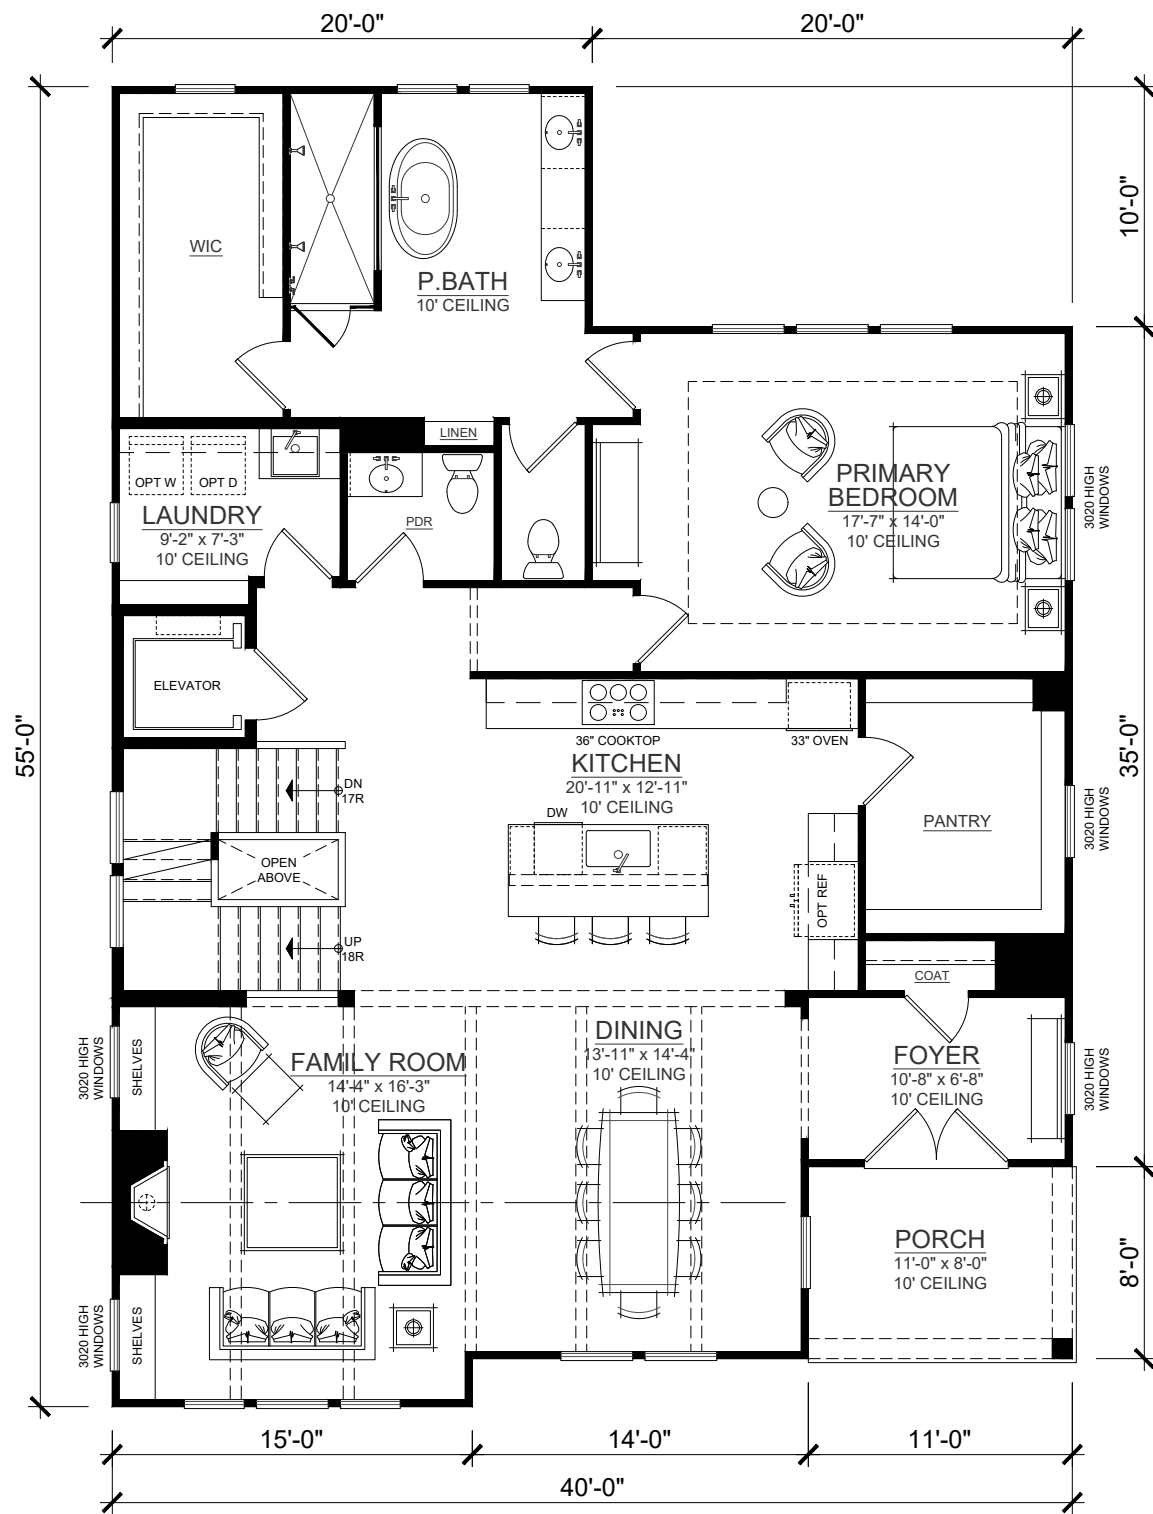 20'-0"
20'-0"
10'-0"
WIC
P.BATH
10' CEILING
LINEN
OPT W
OPT D
LAUNDRY
9'-2" x 7'-3"
10' CEILING
PDR
PRIMARY
BEDROOM
17'-7" x 14'-0"
10' CEILING
3020 HIGH
WINDOWS
ELEVATOR
55'-0"
35'-0"
36" COOKTOP
33" OVEN
KITCHEN
20'-11" x 12'-11"
10' CEILING
DN
17R
DW
PANTRY
3020 HIGH
WINDOWS
OPEN
ABOVE
OPT REF
UP
18R
COAT
3020 HIGH
WINDOWS
SHELVES
FAMILY ROOM
14'-4" x 16'-3"
10' CEILING
DINING
13'-11" x 14'-4"
10' CEILING
FOYER
10'-8" x 6'-8"
10' CEILING
3020 HIGH
WINDOWS
PORCH
11'-0" x 8'-0"
10' CEILING
8'-0"
3020 HIGH
WINDOWS
SHELVES
15'-0"
14'-0"
11'-0"
40'-0"